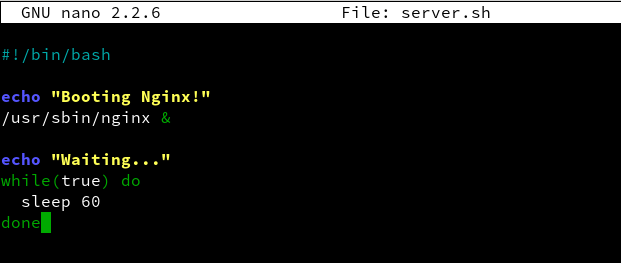 GNU nano 2.2.6 File: server.sh
#!/bin/bash
echo "Booting Nginx!"
/usr/sbin/nginx &
echo "Waiting..."
while(true) do
  sleep 60
done